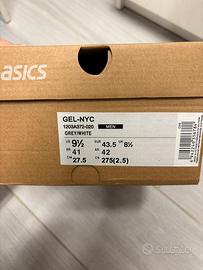 asics
GEL-NYC
1203A372-020 MEN
GREY/WHITE
US 9½ EUR 43.5 UK 8½
BR 41 AR 42
CM 27.5 CN 275(2.5)
subito